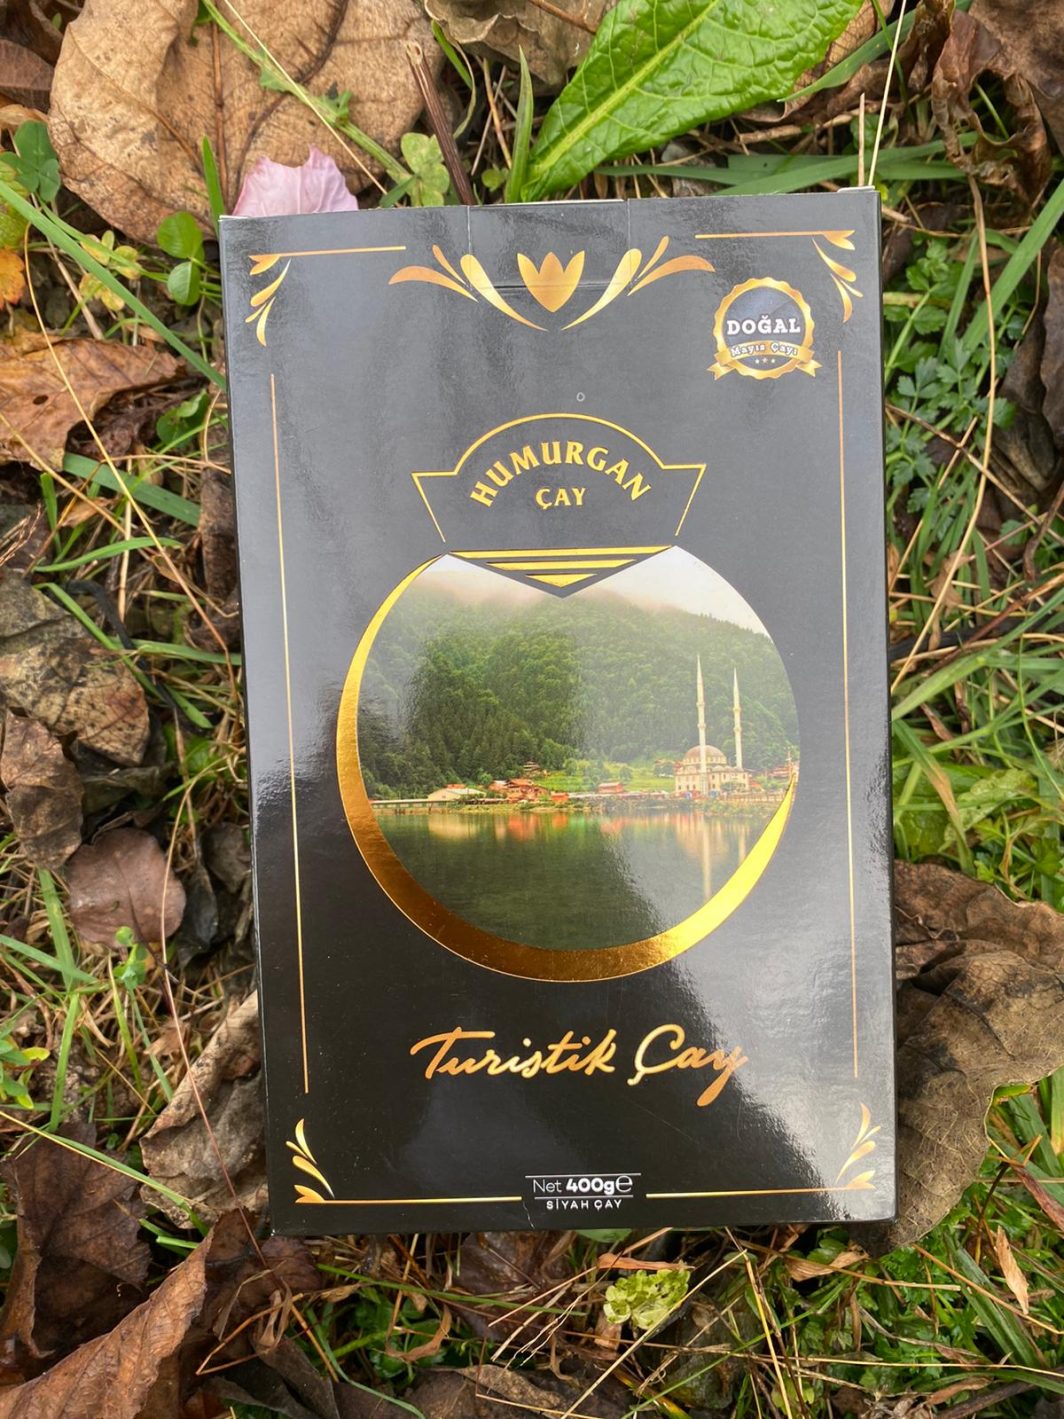 DOĞAL
Mayıs Çayı
HUMURGAN
ÇAY
Turistik Çay
Net 400g℮
SİYAH ÇAY